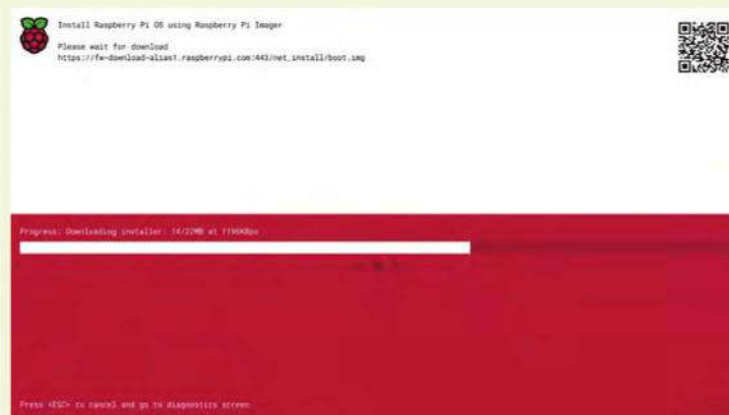 Install Raspberry Pi OS using Raspberry Pi Imager
Please wait for download
https://fw-download-alias1.raspberrypi.com:443/net_install/boot.img
Progress: Downloading installer: 14/22MB at 1196KBps
Press <ESC> to cancel and go to diagnostics screen